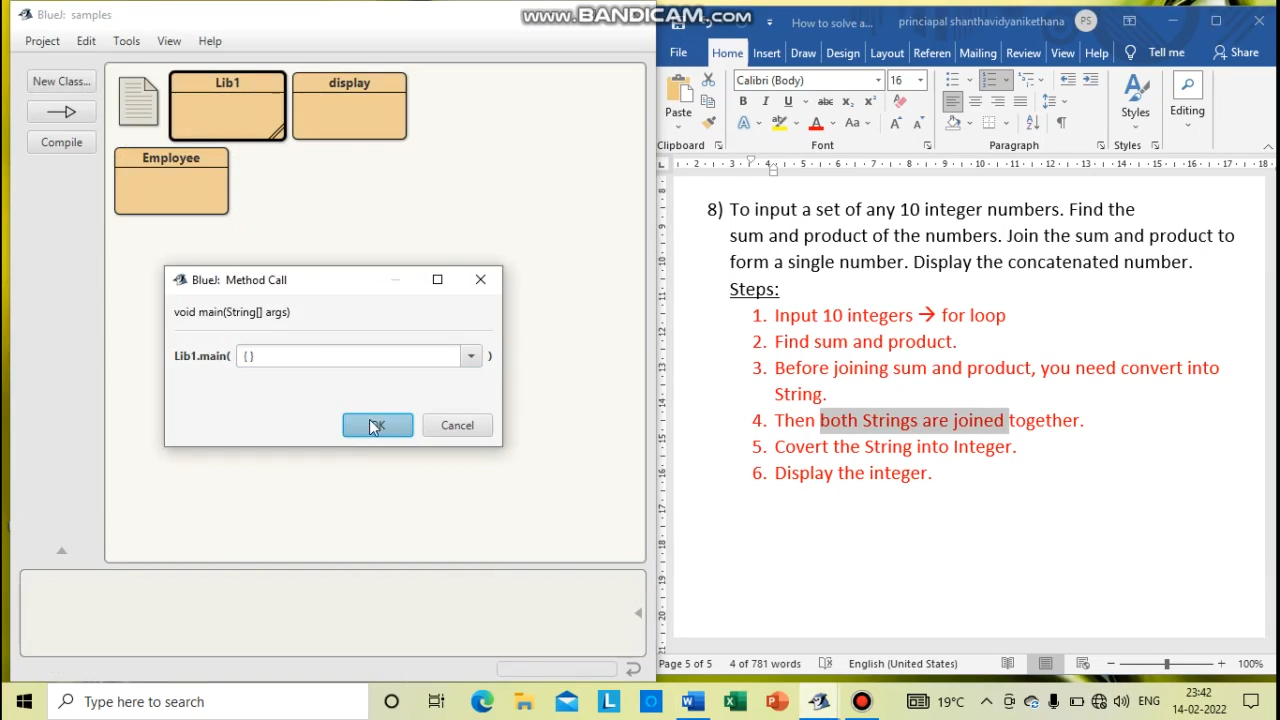 BlueJ: samples
www.BANDICAM.com
How to solve a...
princiapal shanthavidyanikethana
PS
Project Edit Tools View Help
File Home Insert Draw Design Layout Referen Mailing Review View Help Tell me Share
New Class...
Compile
Lib1
display
Employee
Calibri (Body) 16
Paste
Styles
Editing
Clipboard Font Paragraph Styles
BlueJ: Method Call
void main(String[] args)
Lib1.main( { } )
Cancel
8) To input a set of any 10 integer numbers. Find the
sum and product of the numbers. Join the sum and product to
form a single number. Display the concatenated number.
Steps:
1. Input 10 integers → for loop
2. Find sum and product.
3. Before joining sum and product, you need convert into
String.
4. Then both Strings are joined together.
5. Covert the String into Integer.
6. Display the integer.
Page 5 of 5 4 of 781 words English (United States) 100%
Type here to search
19°C
ENG
23:42
14-02-2022